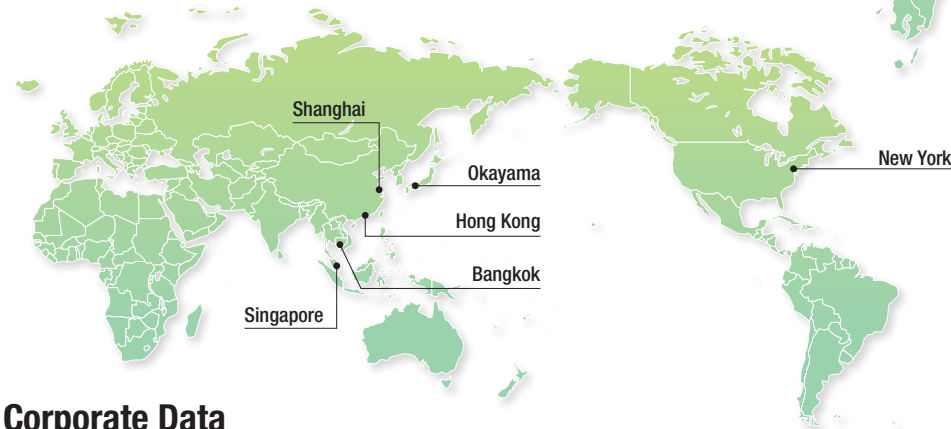 Shanghai
Okayama
New York
Hong Kong
Bangkok
Singapore
Corporate Data